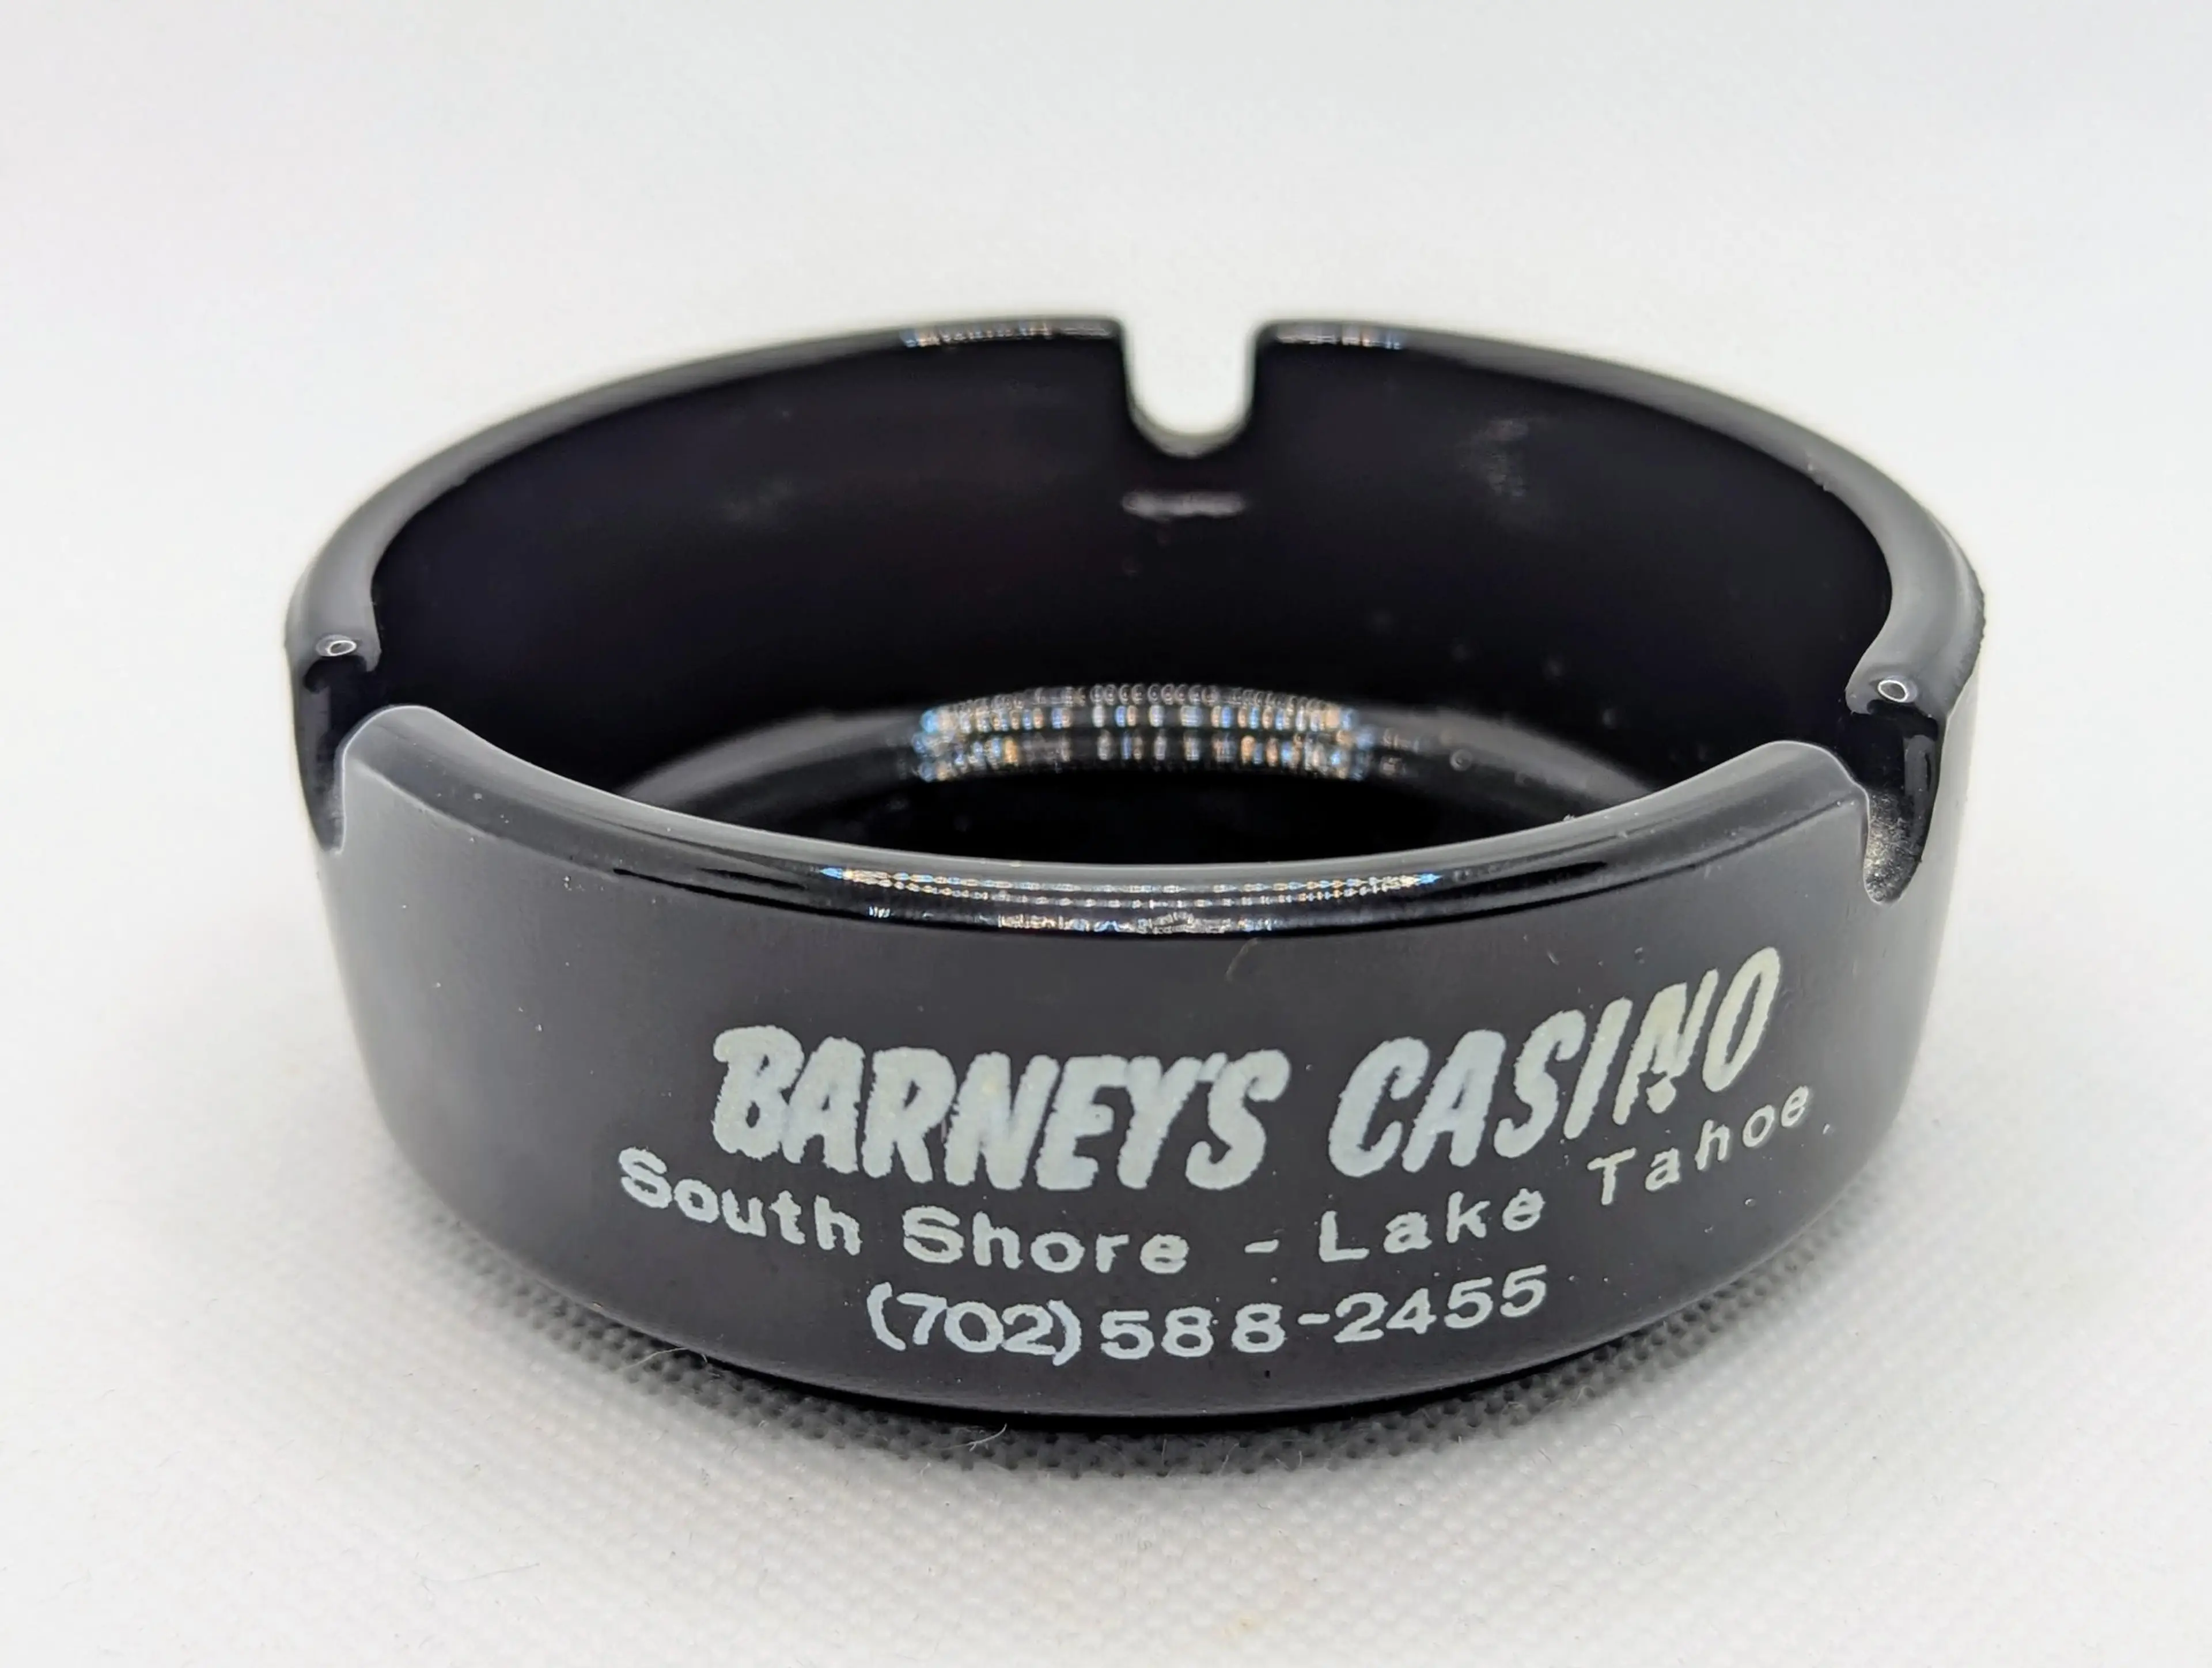 BARNEY'S CASINO
South Shore - Lake Tahoe
(702) 588-2455